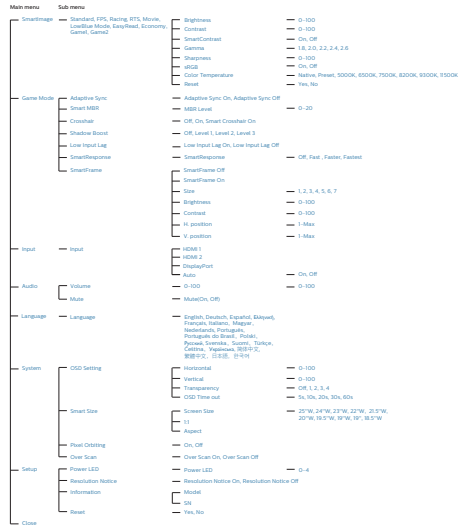 Main menu Sub menu
SmartImage Standard, FPS, Racing, RTS, Movie, Brightness 0-100
LowBlue Mode, EasyRead, Economy, Contrast 0-100
Game1, Game2 SmartContrast On, Off
Gamma 1.8, 2.0, 2.2, 2.4, 2.6
Sharpness 0-100
sRGB On, Off
Color Temperature Native, Preset, 5000K, 6500K, 7500K, 8200K, 9300K, 11500K
Reset Yes, No
Game Mode Adaptive Sync Adaptive Sync On, Adaptive Sync Off
Smart MBR MBR Level 0-20
Crosshair Off, On, Smart Crosshair On
Shadow Boost Off, Level 1, Level 2, Level 3
Low Input Lag Low Input Lag On, Low Input Lag Off
SmartResponse SmartResponse Off, Fast , Faster, Fastest
SmartFrame SmartFrame Off
SmartFrame On
Size 1, 2, 3, 4, 5, 6, 7
Brightness 0-100
Contrast 0-100
H. position 1-Max
V. position 1-Max
Input Input HDMI 1
HDMI 2
DisplayPort
Auto On, Off
Audio Volume 0-100 0-100
Mute Mute(On, Off)
Language Language English, Deutsch, Español, Ελληνική,
Français, Italiano, Magyar,
Nederlands, Português,
Português do Brasil, Polski,
Русский, Svenska, Suomi, Türkçe,
Čeština, Українська, 简体中文,
繁體中文, 日本語, 한국어
System OSD Setting Horizontal 0-100
Vertical 0-100
Transparency Off, 1, 2, 3, 4
OSD Time out 5s, 10s, 20s, 30s, 60s
Smart Size Screen Size 25"W, 24"W, 23"W, 22"W, 21.5"W,
20"W, 19.5"W, 19"W, 19", 18.5"W
1:1
Aspect
Pixel Orbiting On, Off
Over Scan Over Scan On, Over Scan Off
Setup Power LED Power LED 0-4
Resolution Notice Resolution Notice On, Resolution Notice Off
Information Model
SN
Reset Yes, No
Close